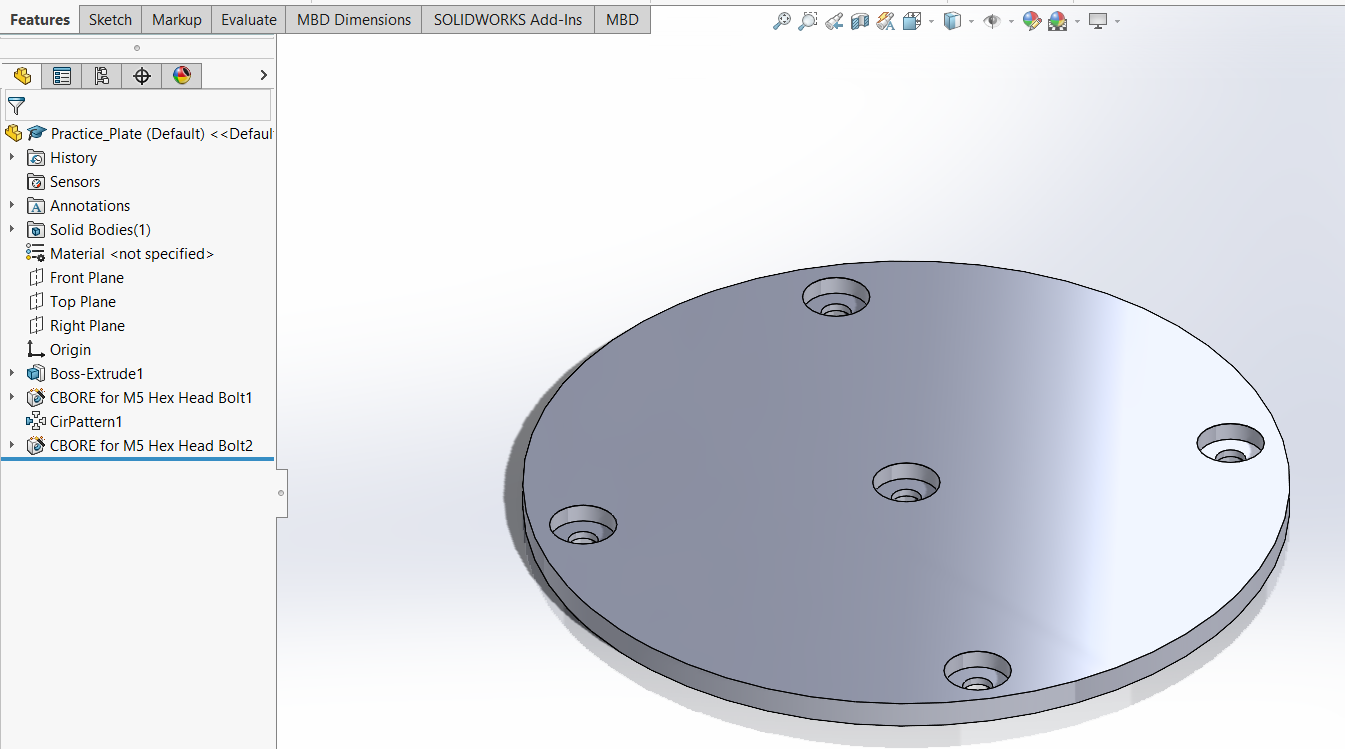 Features Sketch Markup Evaluate MBD Dimensions SOLIDWORKS Add-Ins MBD
Practice_Plate (Default) <<Defaul
History
Sensors
A Annotations
Solid Bodies(1)
Material <not specified>
Front Plane
Top Plane
Right Plane
Origin
Boss-Extrude1
CBORE for M5 Hex Head Bolt1
CirPattern1
CBORE for M5 Hex Head Bolt2